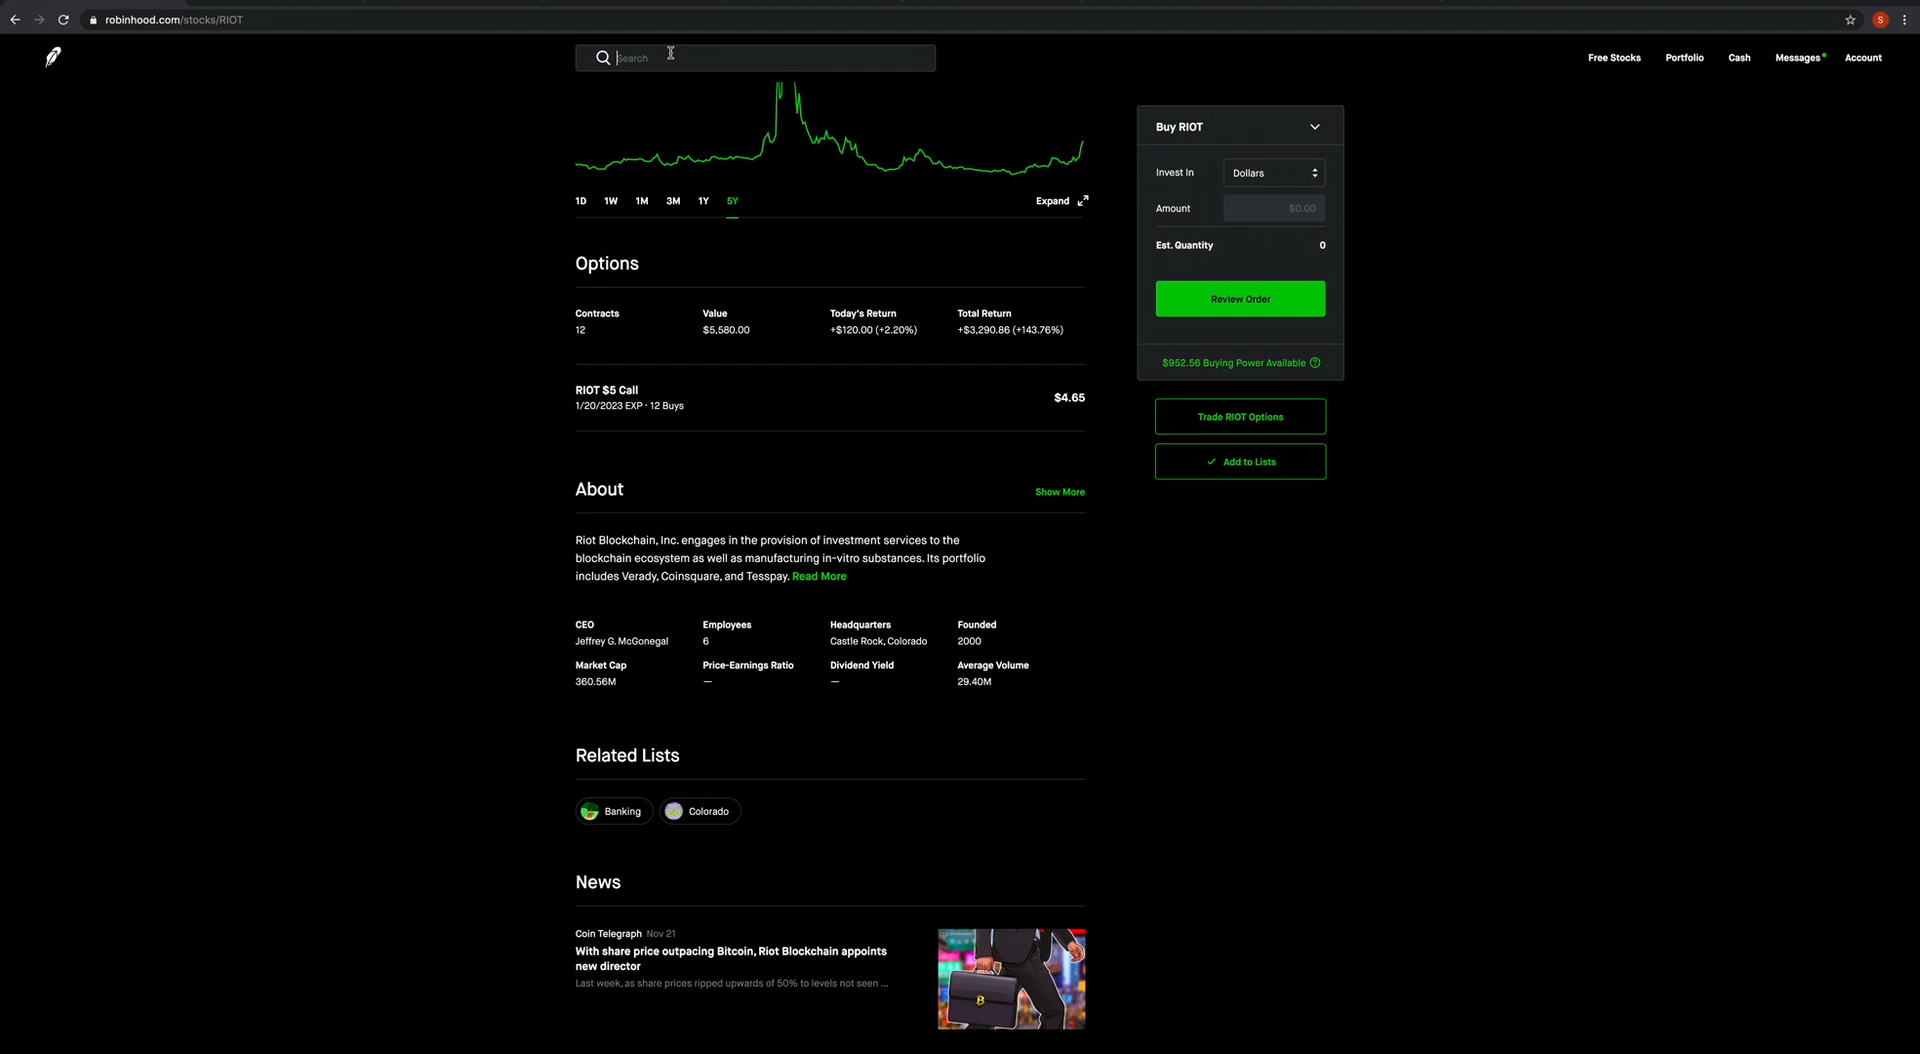 robinhood.com/stocks/RIOT
S
Search
Free Stocks
Portfolio
Cash
Messages
Account
1D 1W 1M 3M 1Y 5Y
Expand
Buy RIOT
Invest In
Dollars
Amount
$0.00
Est. Quantity
0
Review Order
$952.56 Buying Power Available
Trade RIOT Options
Add to Lists
Options
Contracts Value Today's Return Total Return
12 $5,580.00 +$120.00 (+2.20%) +$3,290.86 (+143.76%)
RIOT $5 Call
1/20/2023 EXP · 12 Buys
$4.65
About
Show More
Riot Blockchain, Inc. engages in the provision of investment services to the
blockchain ecosystem as well as manufacturing in-vitro substances. Its portfolio
includes Verady, Coinsquare, and Tesspay. Read More
CEO Employees Headquarters Founded
Jeffrey G. McGonegal 6 Castle Rock, Colorado 2000
Market Cap Price-Earnings Ratio Dividend Yield Average Volume
360.56M — — 29.40M
Related Lists
Banking
Colorado
News
Coin Telegraph Nov 21
With share price outpacing Bitcoin, Riot Blockchain appoints
new director
Last week, as share prices ripped upwards of 50% to levels not seen ...